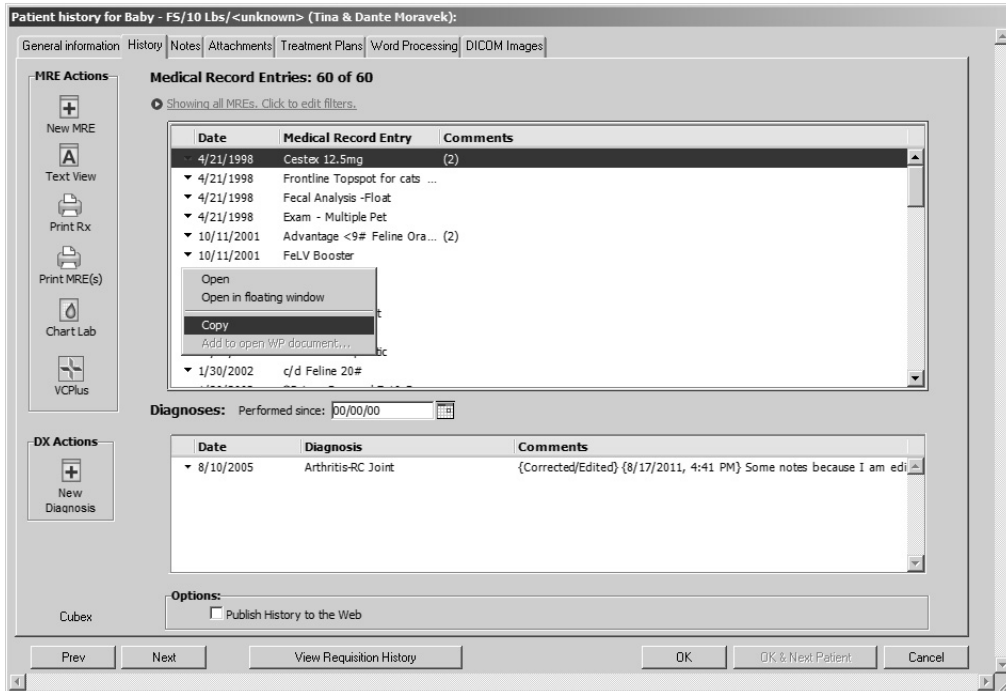 Patient history for Baby - FS/10 Lbs/<unknown> (Tina & Dante Moravek):
General information History Notes Attachments Treatment Plans Word Processing DICOM Images
MRE Actions
New MRE
Text View
Print Rx
Print MRE(s)
Chart Lab
VCPlus
Medical Record Entries: 60 of 60
Showing all MREs. Click to edit filters.
Date Medical Record Entry Comments
4/21/1998 Cestex 12.5mg (2)
4/21/1998 Frontline Topspot for cats ...
4/21/1998 Fecal Analysis -Float
4/21/1998 Exam - Multiple Pet
10/11/2001 Advantage <9# Feline Ora... (2)
10/11/2001 FeLV Booster
Open
Open in floating window
Copy
Add to open WP document...
1/30/2002 c/d Feline 20#
Diagnoses: Performed since: 00/00/00
DX Actions
New
Diagnosis
Date Diagnosis Comments
8/10/2005 Arthritis-RC Joint {Corrected/Edited} {8/17/2011, 4:41 PM} Some notes because I am edi
Options:
Publish History to the Web
Cubex
Prev Next View Requisition History OK OK & Next Patient Cancel